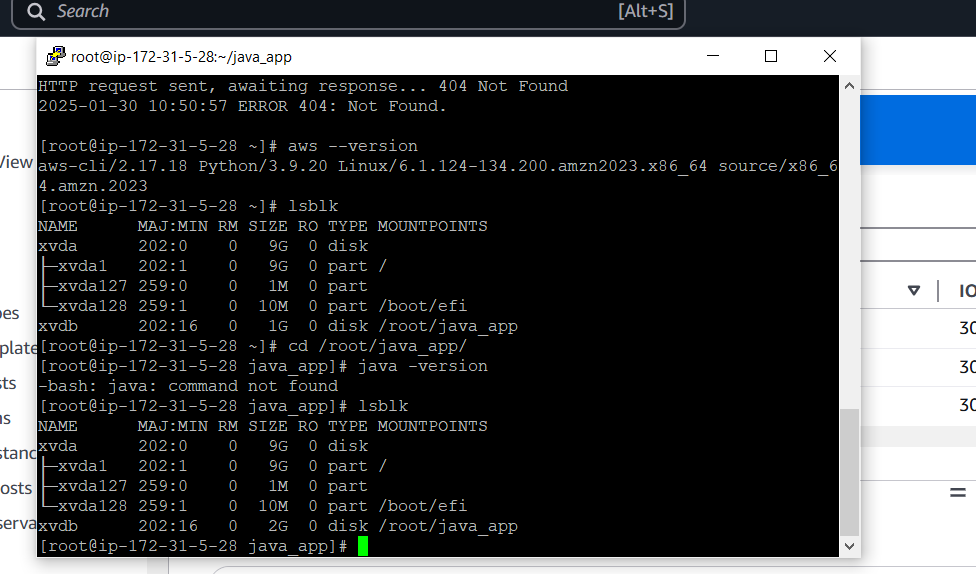 Search [Alt+S]
root@ip-172-31-5-28:~/java_app
HTTP request sent, awaiting response... 404 Not Found
2025-01-30 10:50:57 ERROR 404: Not Found.
[root@ip-172-31-5-28 ~]# aws --version
aws-cli/2.17.18 Python/3.9.20 Linux/6.1.124-134.200.amzn2023.x86_64 source/x86_6
4.amzn.2023
[root@ip-172-31-5-28 ~]# lsblk
NAME MAJ:MIN RM SIZE RO TYPE MOUNTPOINTS
xvda 202:0 0 9G 0 disk
├─xvda1 202:1 0 9G 0 part /
├─xvda127 259:0 0 1M 0 part
└─xvda128 259:1 0 10M 0 part /boot/efi
xvdb 202:16 0 1G 0 disk /root/java_app
[root@ip-172-31-5-28 ~]# cd /root/java_app/
[root@ip-172-31-5-28 java_app]# java -version
-bash: java: command not found
[root@ip-172-31-5-28 java_app]# lsblk
NAME MAJ:MIN RM SIZE RO TYPE MOUNTPOINTS
xvda 202:0 0 9G 0 disk
├─xvda1 202:1 0 9G 0 part /
├─xvda127 259:0 0 1M 0 part
└─xvda128 259:1 0 10M 0 part /boot/efi
xvdb 202:16 0 2G 0 disk /root/java_app
[root@ip-172-31-5-28 java_app]#
View
pes
plate
sts
ns
stanc
osts
serva
IO
30
30
30